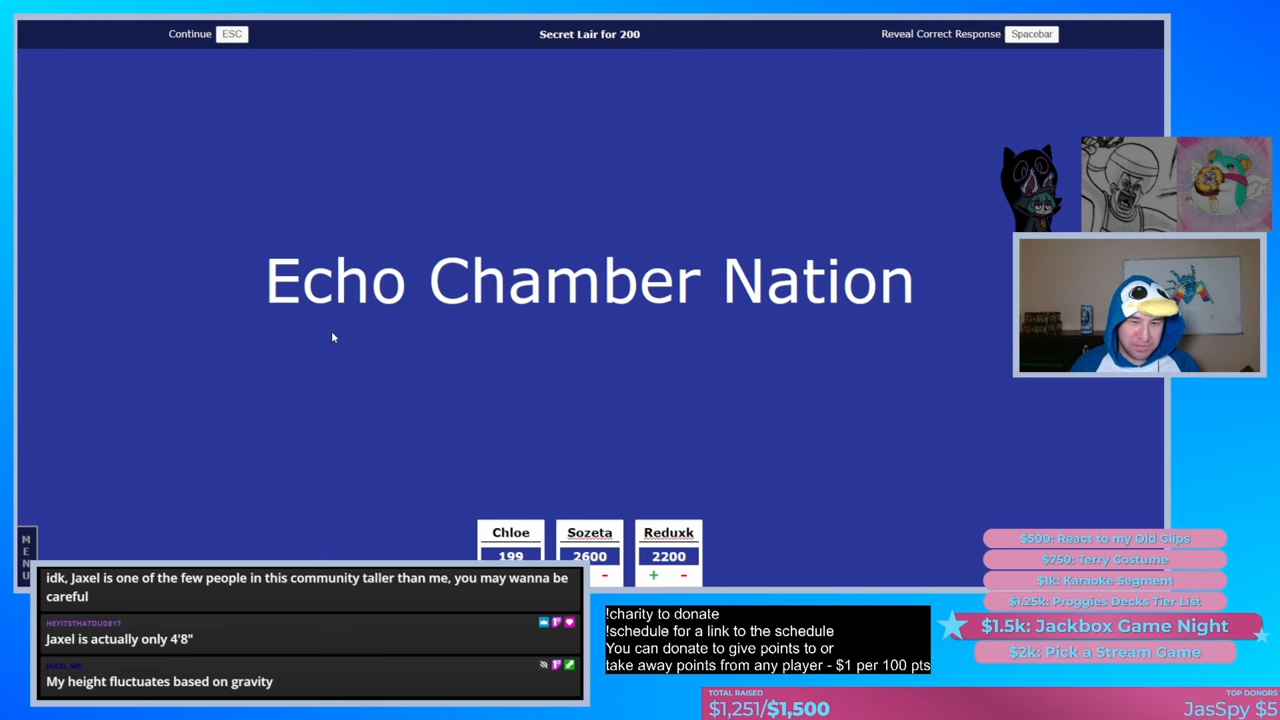 Continue ESC
Secret Lair for 200
Reveal Correct Response Spacebar
Echo Chamber Nation
MENU
Chloe
199
Sozeta
2600
-
Reduxk
2200
+ -
idk, Jaxel is one of the few people in this community taller than me, you may wanna be
careful
HEYITSTHATDUDE17
Jaxel is actually only 4'8"
My height fluctuates based on gravity
!charity to donate
!schedule for a link to the schedule
You can donate to give points to or
take away points from any player - $1 per 100 pts
$500: React to my Old Clips
$750: Terry Costume
$1k: Karaoke Segment
$1.25k: Proggies Decks Tier List
$1.5k: Jackbox Game Night
$2k: Pick a Stream Game
TOTAL RAISED
$1,251/$1,500
TOP DONORS
JasSpy $5